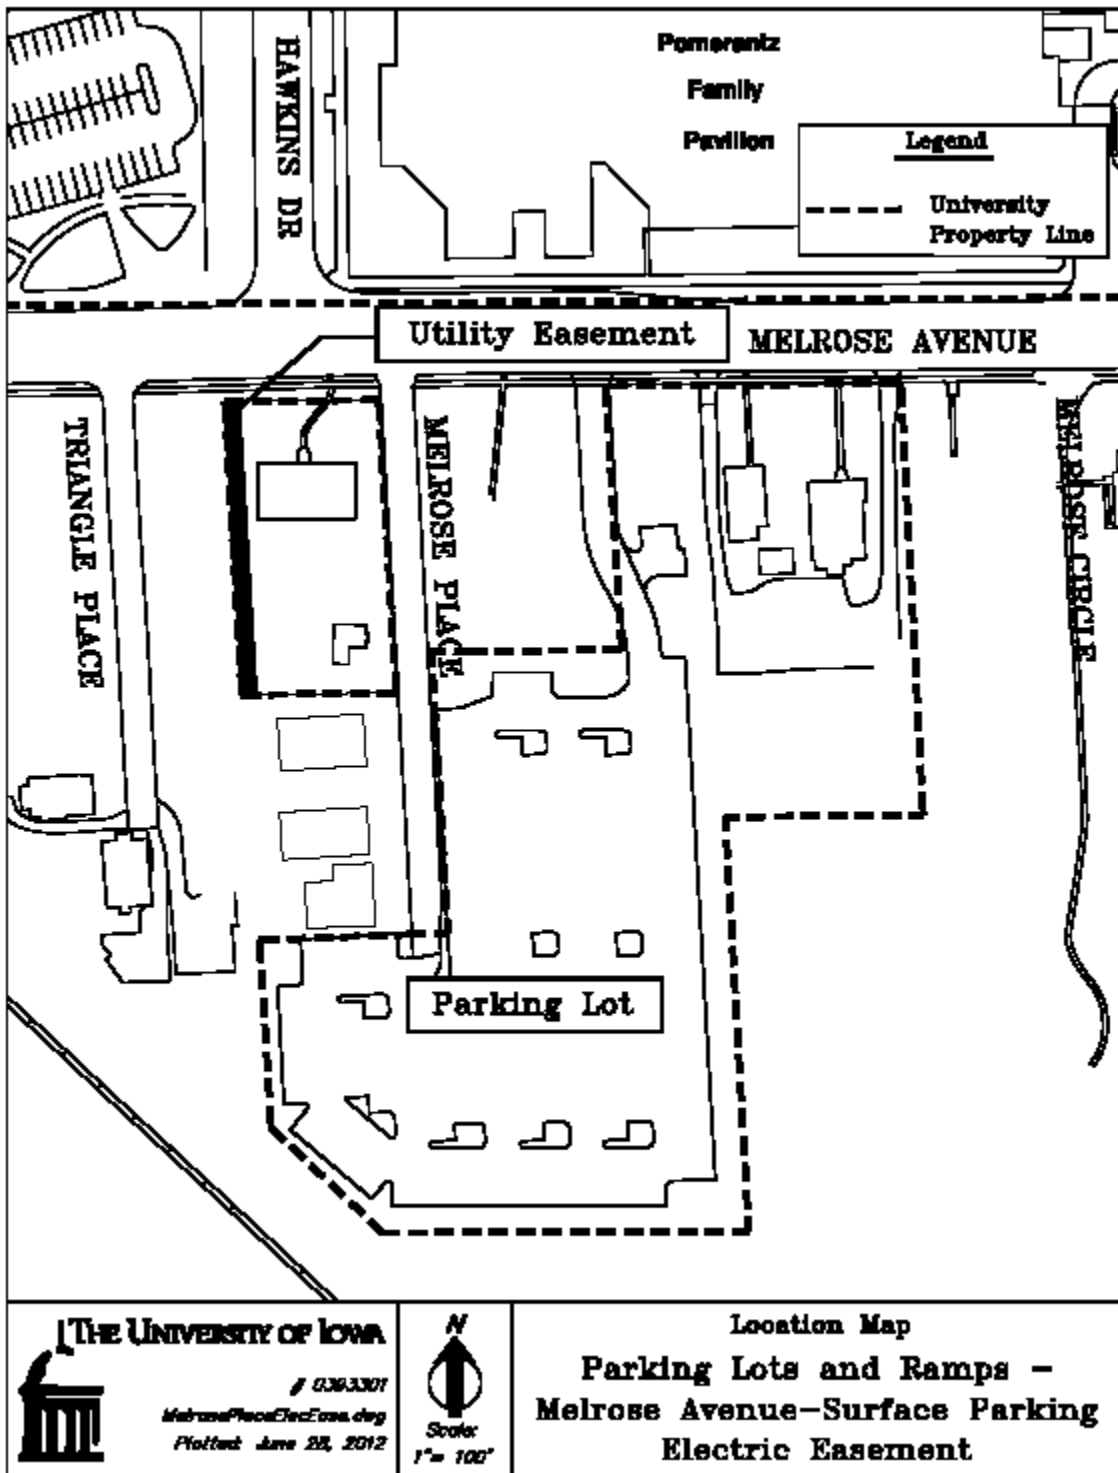 Pomerantz
Family
Pavilion
HAWKINS DR
Legend
University
Property Line
Utility Easement
MELROSE AVENUE
TRIANGLE PLACE
MELROSE PLACE
MELROSE CIRCLE
Parking Lot
THE UNIVERSITY OF IOWA
# 0393301
MelrosePlaceElecEase.dwg
Plotted: June 28, 2012
N
Scale:
1"= 100'
Location Map
Parking Lots and Ramps -
Melrose Avenue-Surface Parking
Electric Easement